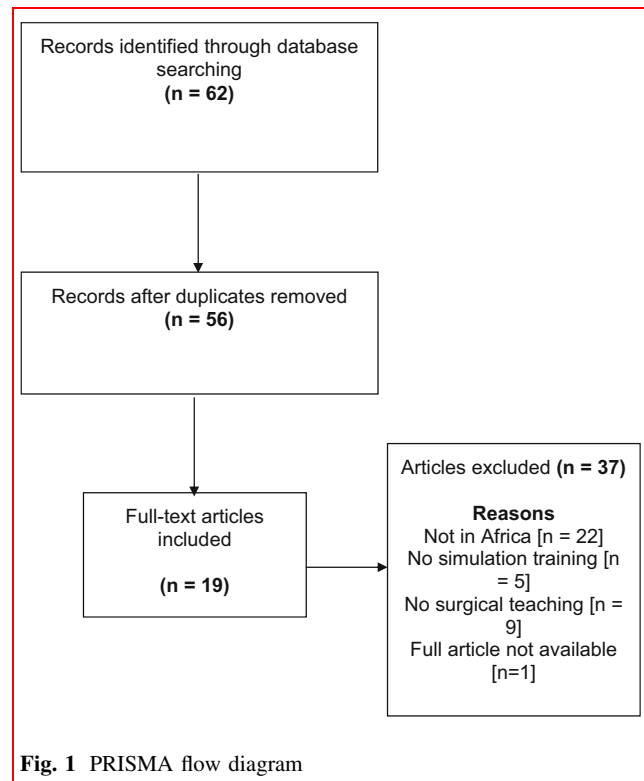 Records identified through database
searching
(n = 62)
Records after duplicates removed
(n = 56)
Full-text articles
included
(n = 19)
Articles excluded (n = 37)
Reasons
Not in Africa [n = 22]
No simulation training [n
= 5]
No surgical teaching [n =
9]
Full article not available
[n=1]
Fig. 1 PRISMA flow diagram